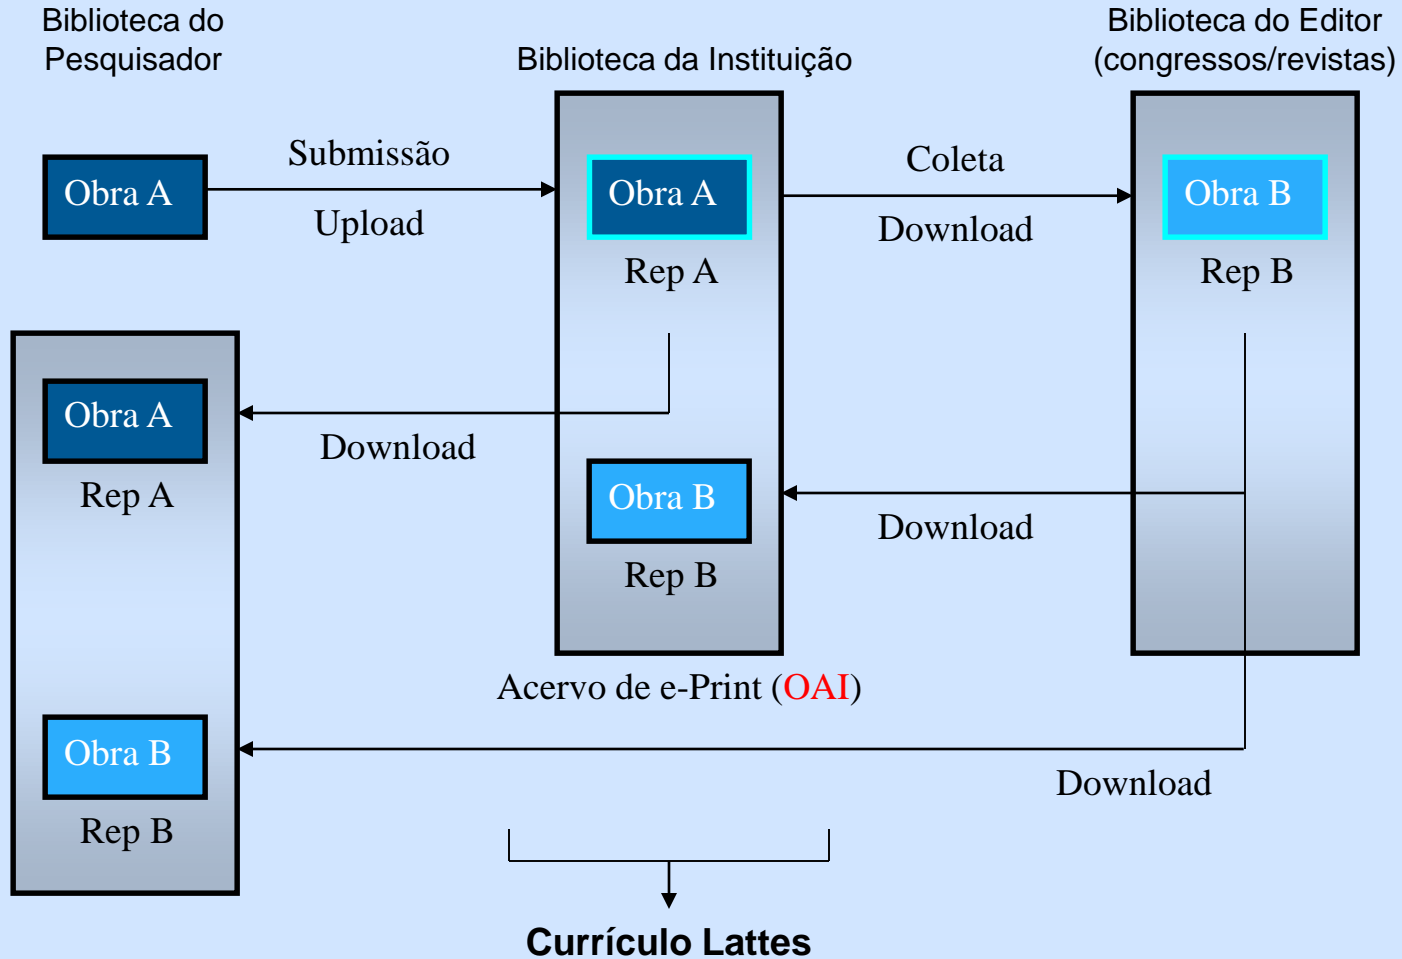 Biblioteca do
Pesquisador
Biblioteca da Instituição
Biblioteca do Editor
(congressos/revistas)
Obra A
Submissão
Upload
Obra A
Rep A
Coleta
Download
Obra B
Rep B
Obra A
Rep A
Download
Obra B
Rep B
Download
Acervo de e-Print (OAI)
Obra B
Rep B
Download
Currículo Lattes